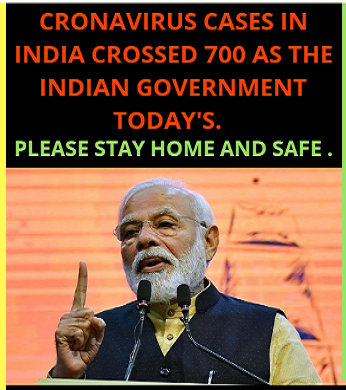 CRONAVIRUS CASES IN
INDIA CROSSED 700 AS THE
INDIAN GOVERNMENT
TODAY'S.
PLEASE STAY HOME AND SAFE .